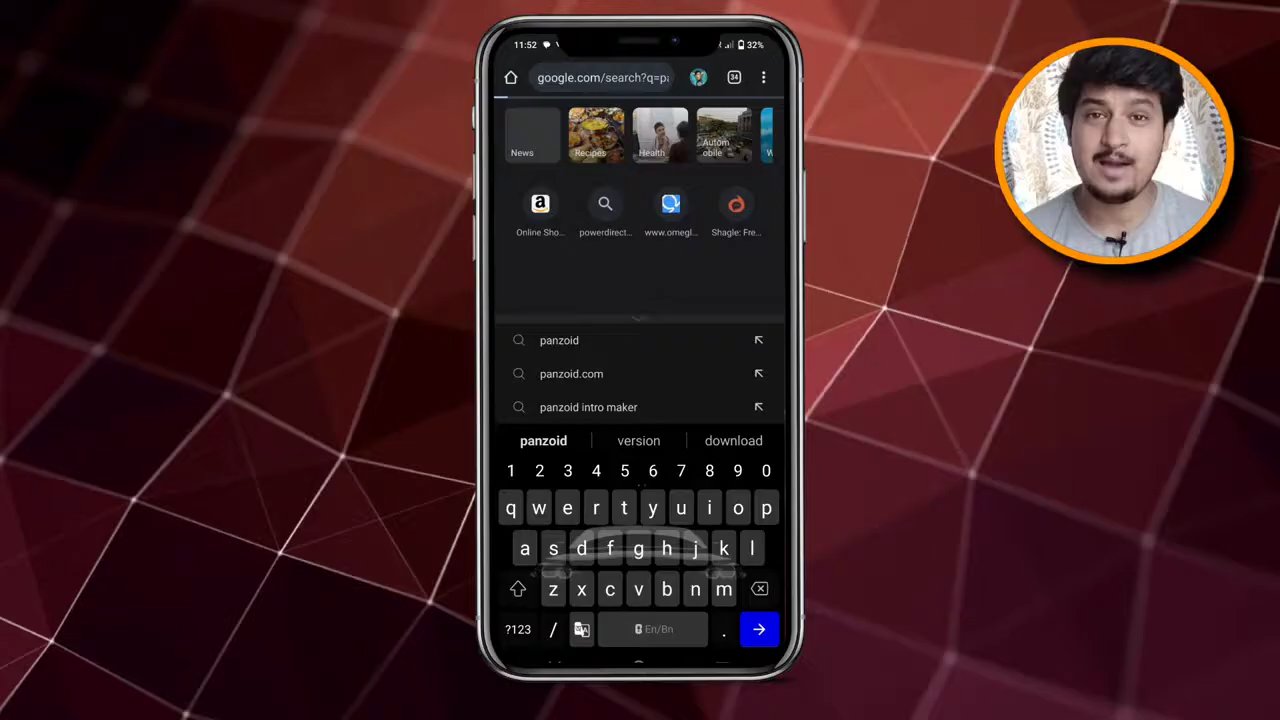 11:52 32%
google.com/search?q=pa 34
News Recipes Health Autom
obile W
Online Sho... powerdirect... www.omegl... Shagle: Fre...
panzoid
panzoid.com
panzoid intro maker
panzoid version download
1 2 3 4 5 6 7 8 9 0
q w e r t y u i o p
a s d f g h j k l
z x c v b n m
?123 / En/Bn .